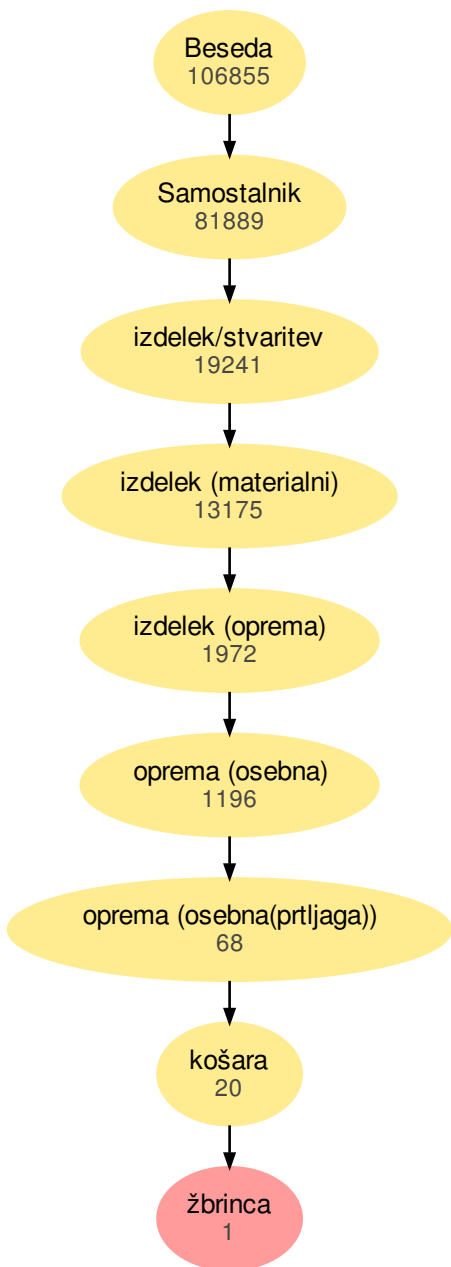 Beseda
106855
Samostalnik
81889
izdelek/stvaritev
19241
izdelek (materialni)
13175
izdelek (oprema)
1972
oprema (osebna)
1196
oprema (osebna(prtljaga))
68
košara
20
žbrinca
1